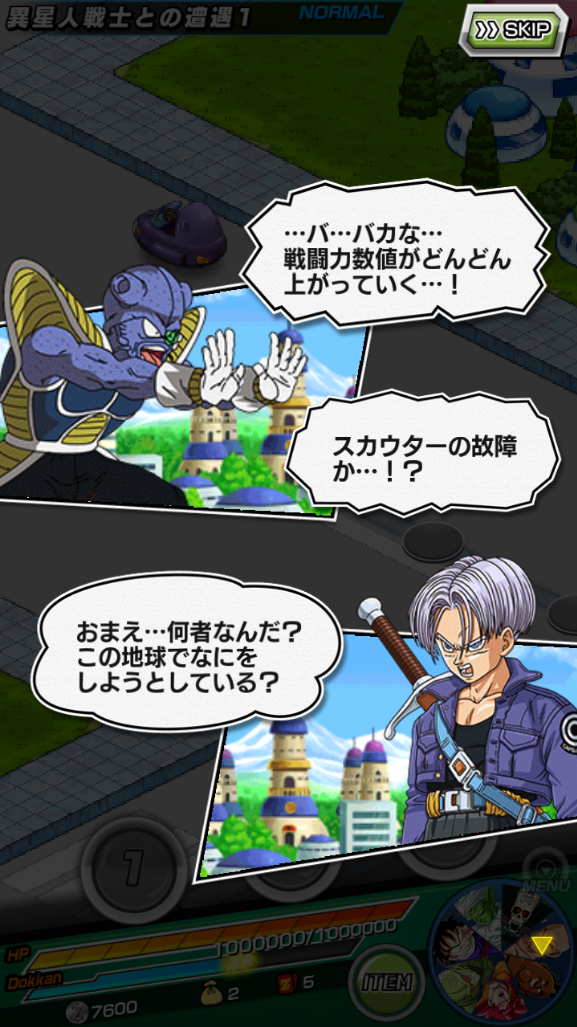 異星人戦士との遭遇1
NORMAL
SKIP
…バ…バカな…
戦闘力数値がどんどん
上がっていく…！
スカウターの故障
か…！？
おまえ…何者なんだ？
この地球でなにを
しようとしている？
1
MENU
HP
1000000/1000000
Dokkan
7600
2
5
ITEM